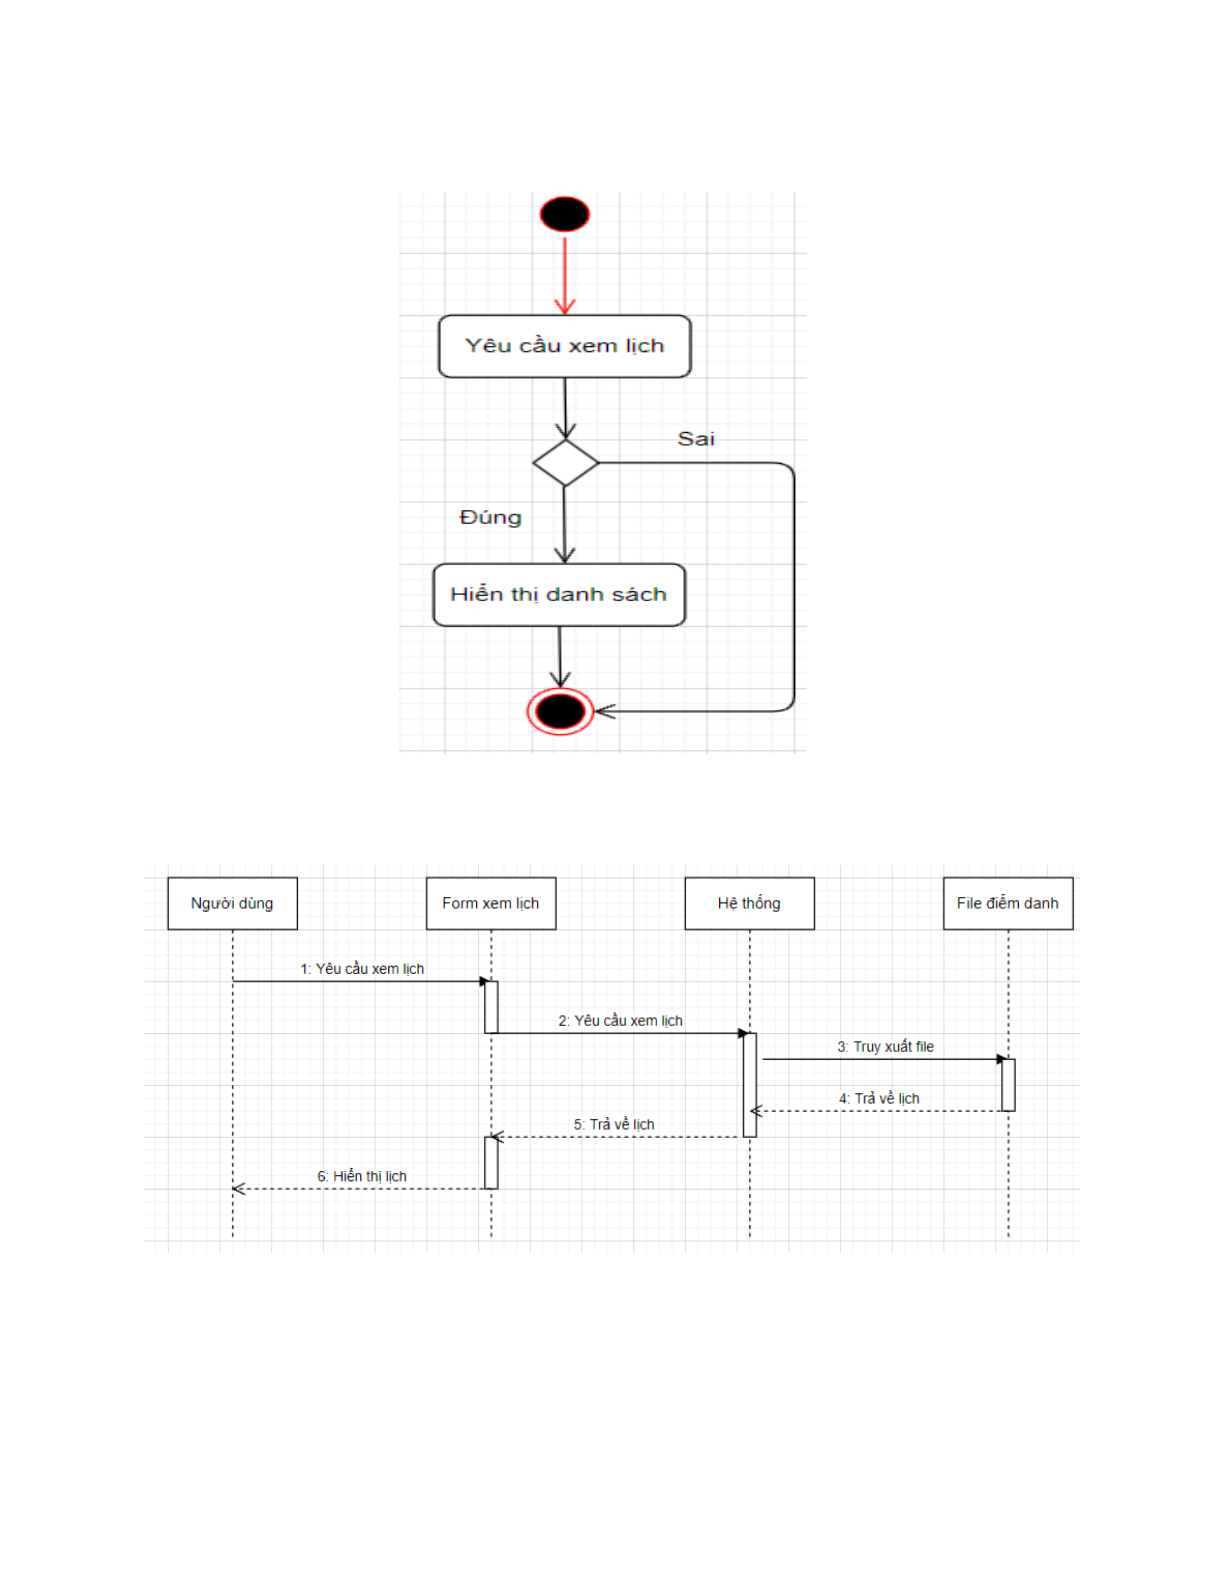 Yêu cầu xem lịch
Sai
Đúng
Hiển thị danh sách
Người dùng
Form xem lịch
Hệ thống
File điểm danh
1: Yêu cầu xem lịch
2: Yêu cầu xem lịch
3: Truy xuất file
4: Trả về lịch
5: Trả về lịch
6: Hiển thị lịch